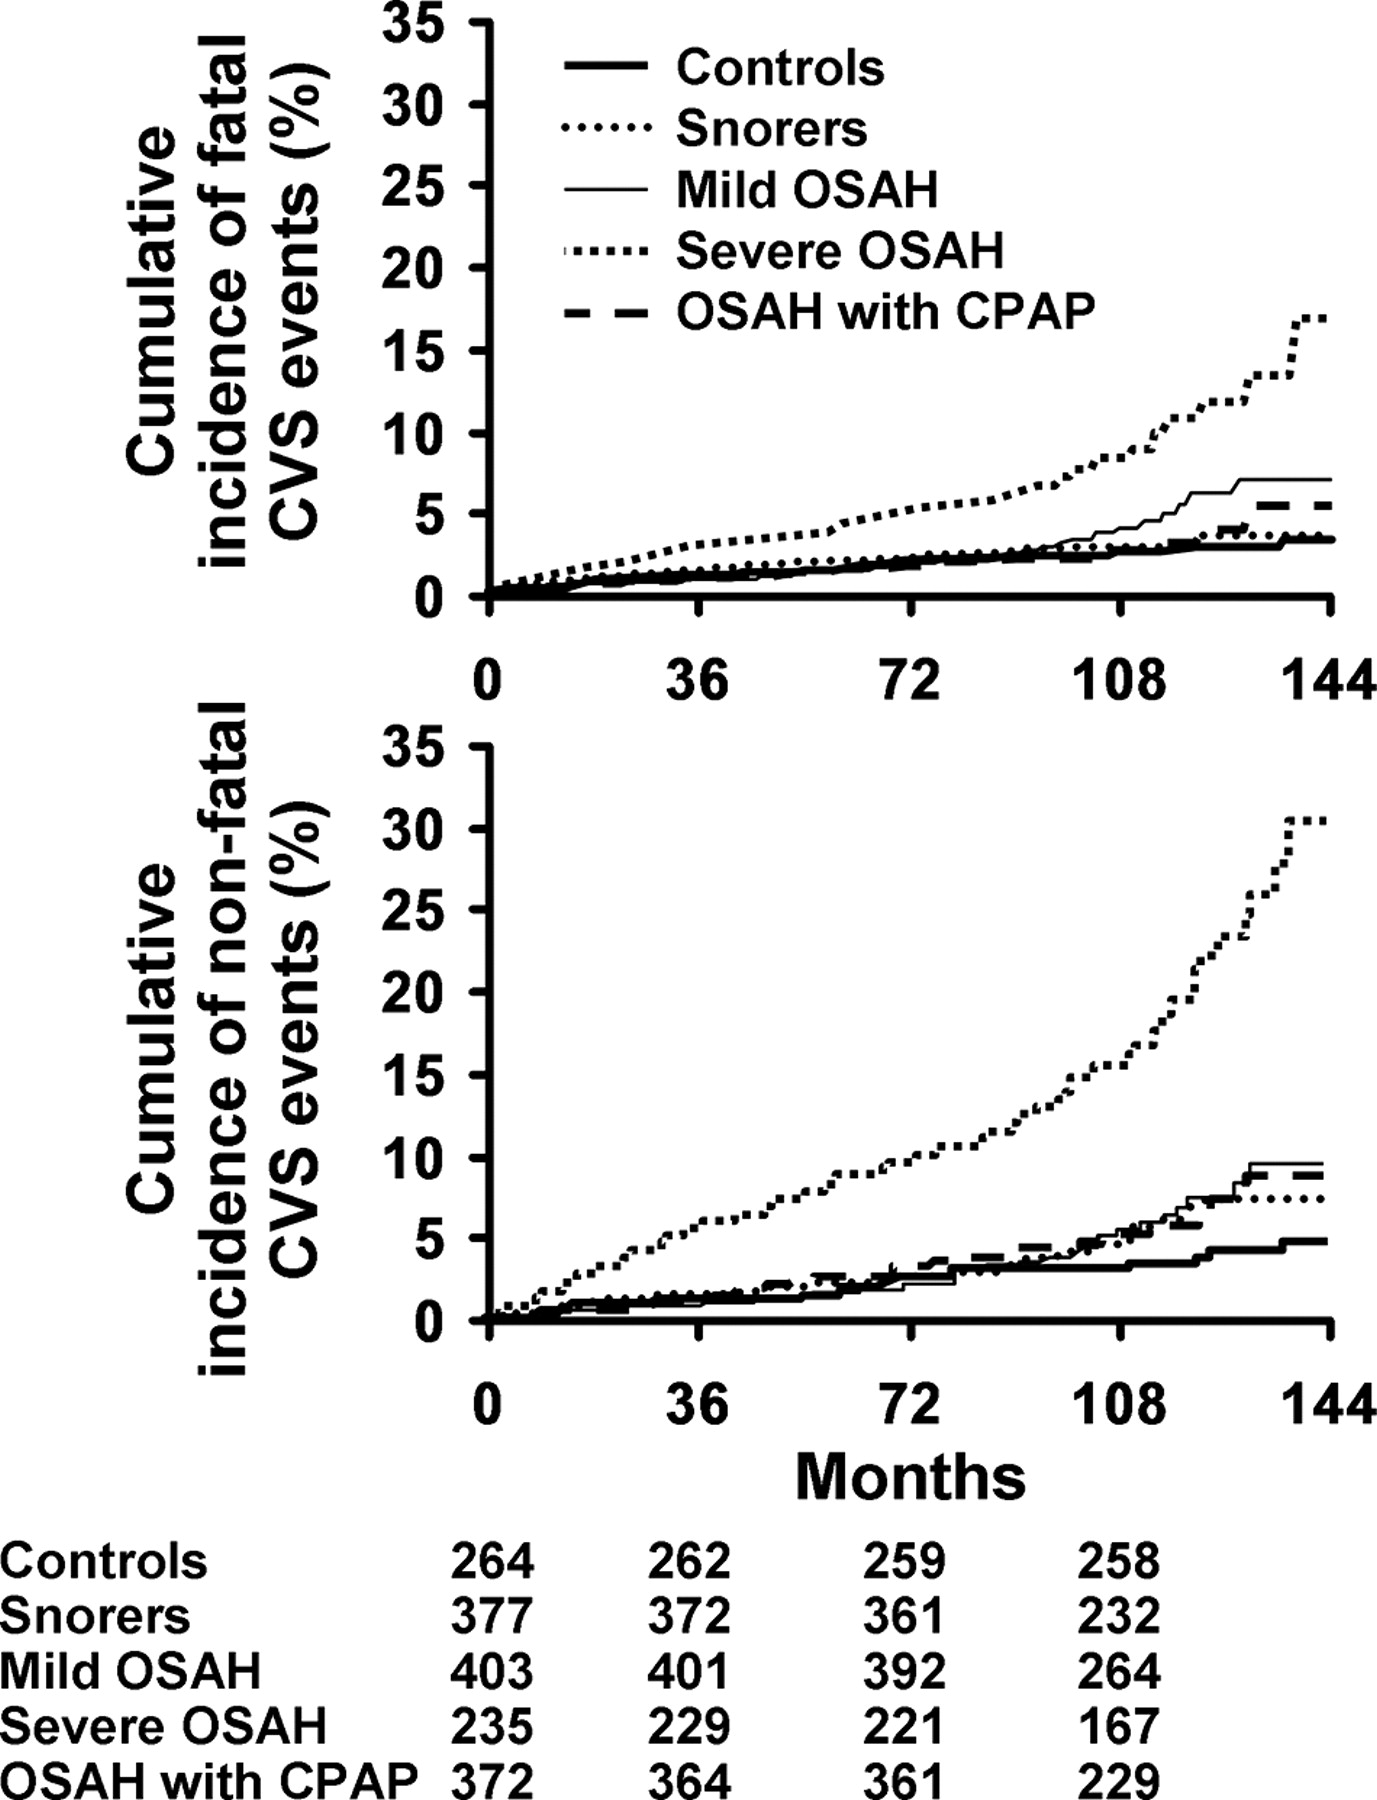 Cumulative
incidence of fatal
CVS events (%)
35
30
25
20
15
10
5
0
Controls
Snorers
Mild OSAH
Severe OSAH
OSAH with CPAP
0 36 72 108 144
Cumulative
incidence of non-fatal
CVS events (%)
35
30
25
20
15
10
5
0
0 36 72 108 144
Months
Controls 264 262 259 258
Snorers 377 372 361 232
Mild OSAH 403 401 392 264
Severe OSAH 235 229 221 167
OSAH with CPAP 372 364 361 229